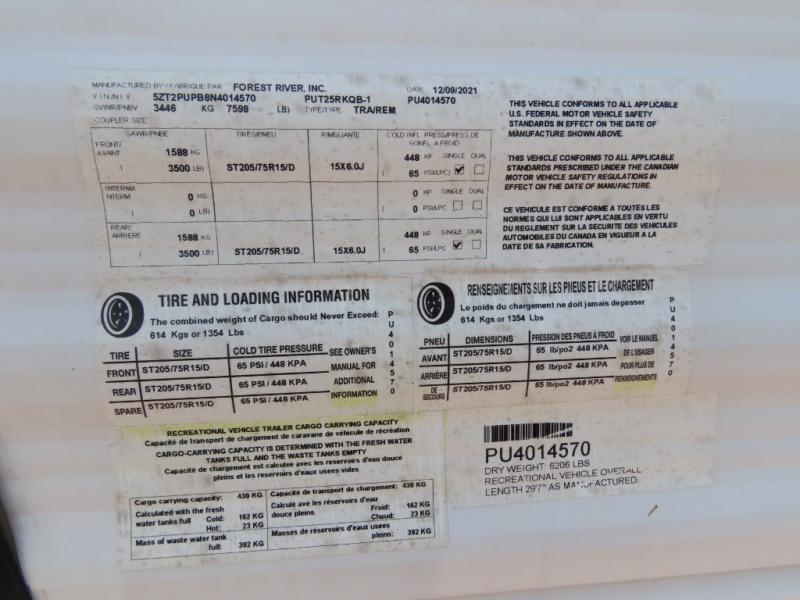 MANUFACTURED BY / FABRIQUE PAR FOREST RIVER, INC. DATE 12/09/2021
V I N / N I V . 5ZT2PUPB8N4014570 PUT25RKQB-1 PU4014570
GVWR/PNBV 3446 KG 7598 LB) TYPE/TYPE TRA/REM
COUPLER SIZE
GAWR/PNBE TIRES/PNEU RIMS/JANTE COLD INFL PRESS/PRESS DE GONFL A FROID
FRONT/ AVANT 1588 KG 448 KP SINGLE DUAL
( 3500 LB) ST205/75R15/D 15X6.0J ( 65 PSI/LPC)
INTERM/ INTERM 0 KG 0 KP SINGLE DUAL
( 0 LB) ( 0 PSI/LPC
REAR/ ARRIERE 1588 KG 448 KP SINGLE DUAL
( 3500 LB) ST205/75R15/D 15X6.0J ( 65 PSI/LPC
THIS VEHICLE CONFORMS TO ALL APPLICABLE
U.S. FEDERAL MOTOR VEHICLE SAFETY
STANDARDS IN EFFECT ON THE DATE OF
MANUFACTURE SHOWN ABOVE.
THIS VEHICLE CONFORMS TO ALL APPLICABLE
STANDARDS PRESCRIBED UNDER THE CANADIAN
MOTOR VEHICLE SAFETY REGULATIONS IN
EFFECT ON THE DATE OF MANUFACTURE.
CE VEHICULE EST CONFORME A TOUTES LES
NORMES QUI LUI SONT APPLICABLES EN VERTU
DU REGLEMENT SUR LA SECURITE DES VEHICULES
AUTOMOBILES DU CANADA EN VIGUEUR A LA
DATE DE SA FABRICATION.
TIRE AND LOADING INFORMATION
The combined weight of Cargo should Never Exceed:
614 Kgs or 1354 Lbs
TIRE SIZE COLD TIRE PRESSURE SEE OWNER'S
FRONT ST205/75R15/D 65 PSI / 448 KPA MANUAL FOR
REAR ST205/75R15/D 65 PSI / 448 KPA ADDITIONAL
SPARE ST205/75R15/D 65 PSI / 448 KPA INFORMATION
PU4014570
RENSEIGNEMENTS SUR LES PNEUS ET LE CHARGEMENT
Le poids du chargement ne doit jamais depasser
614 Kgs or 1354 Lbs
PNEU DIMENSIONS PRESSION DES PNEUS À FROID VOIR LE MANUEL
AVANT ST205/75R15/D 65 lb/po2 448 KPA DE L'USAGER
ARRIÈRE ST205/75R15/D 65 lb/po2 448 KPA POUR PLUS DE
DE SECOURS ST205/75R15/D 65 lb/po2 448 KPA RENSEIGNEMENTS
PU4014570
RECREATIONAL VEHICLE TRAILER CARGO CARRYING CAPACITY
Capacité de transport de chargement de caravane de véhicule de récréation
CARGO-CARRYING CAPACITY IS DETERMINED WITH THE FRESH WATER
TANKS FULL AND THE WASTE TANKS EMPTY
Capacité de chargement est calculée avec les réservoirs d'eau douce
pleins et les réservoirs d'eaux usées vides
Cargo carrying capacity: 430 KG
Calculated with the fresh
water tanks full Cold: 162 KG
Hot: 23 KG
Mass of waste water tank
full: 392 KG
Capacité de transport de chargement: 430 KG
Calculé ave les réservoirs d'eau
douce pleins Froid: 162 KG
Chaud: 23 KG
Masses de réservoirs d'eaux usées
pleins: 392 KG
PU4014570
DRY WEIGHT: 6206 LBS
RECREATIONAL VEHICLE OVERALL
LENGTH 29'7" AS MANUFACTURED